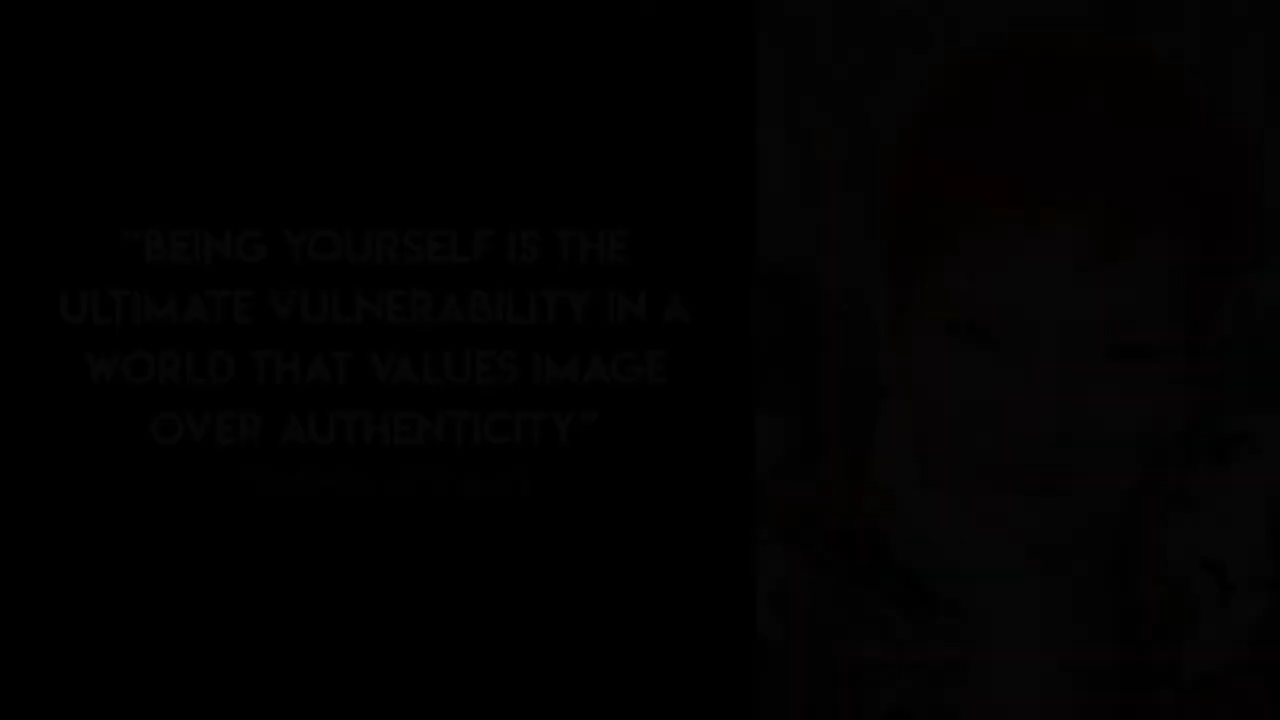 "BEING YOURSELF IS THE
ULTIMATE VULNERABILITY IN A
WORLD THAT VALUES IMAGE
OVER AUTHENTICITY"